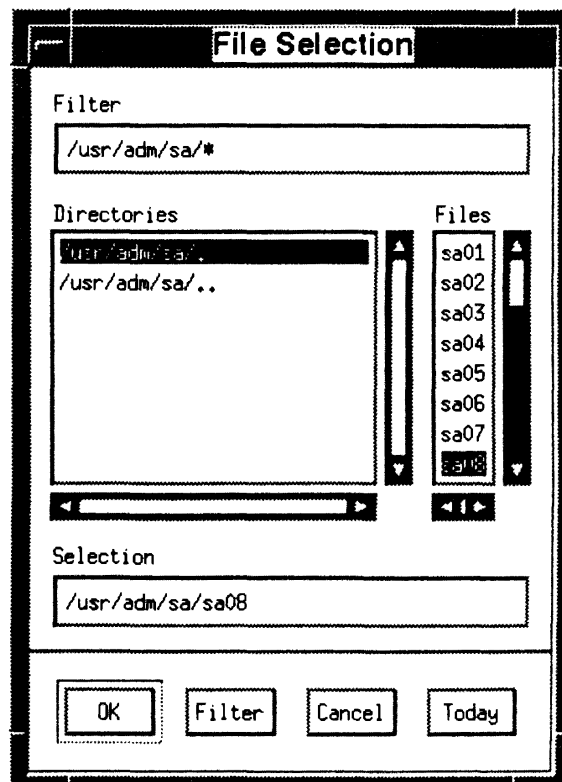 File Selection
Filter
/usr/adm/sa/*
Directories
/usr/adm/sa/.
/usr/adm/sa/..
Files
sa01
sa02
sa03
sa04
sa05
sa06
sa07
sa08
Selection
/usr/adm/sa/sa08
OK
Filter
Cancel
Today